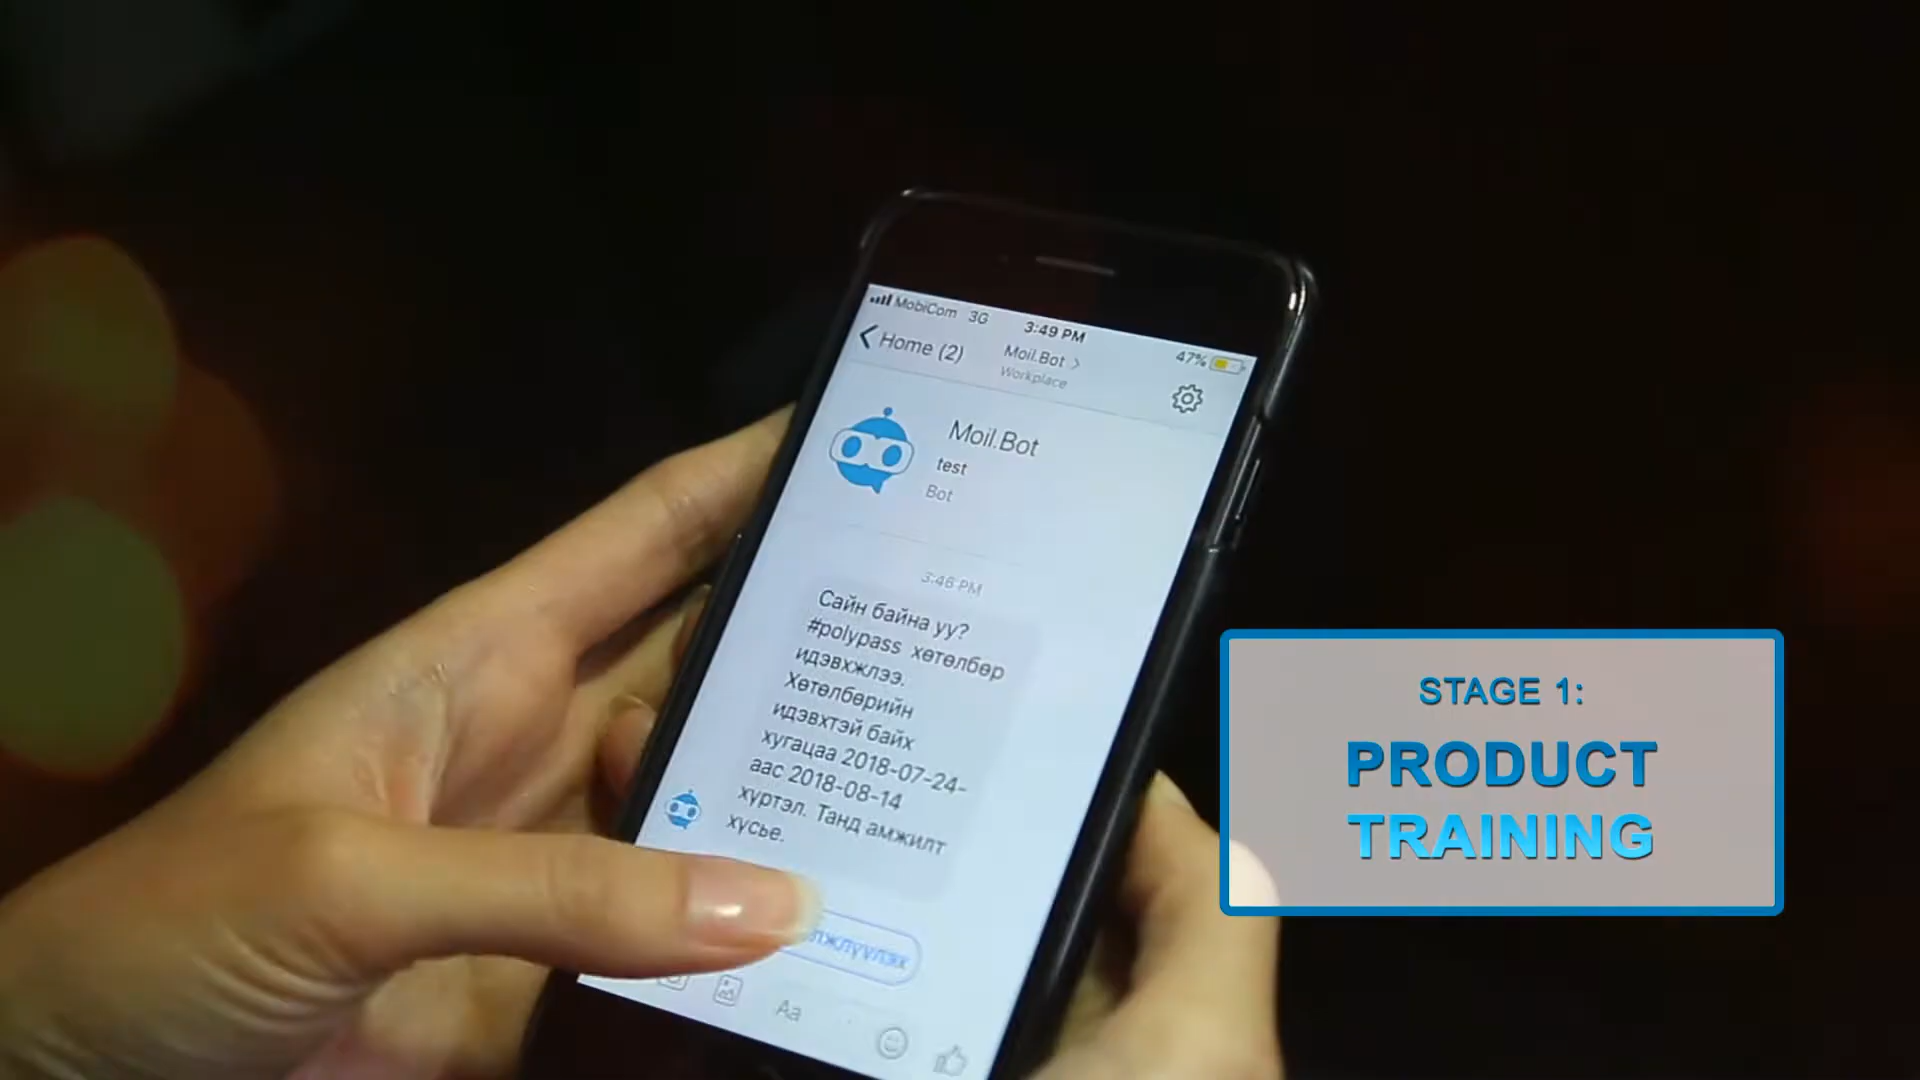 MobiCom 3G
3:49 PM
47%
Home (2)
Moil.Bot
Workplace
Moil.Bot
test
Bot
3:46 PM
Сайн байна уу?
#polypass хөтөлбөр
идэвхжлээ.
Хөтөлбөрийн
идэвхтэй байх
хугацаа 2018-07-24-
аас 2018-08-14
хүртэл. Танд амжилт
хүсье.
Aa
STAGE 1:
PRODUCT
TRAINING